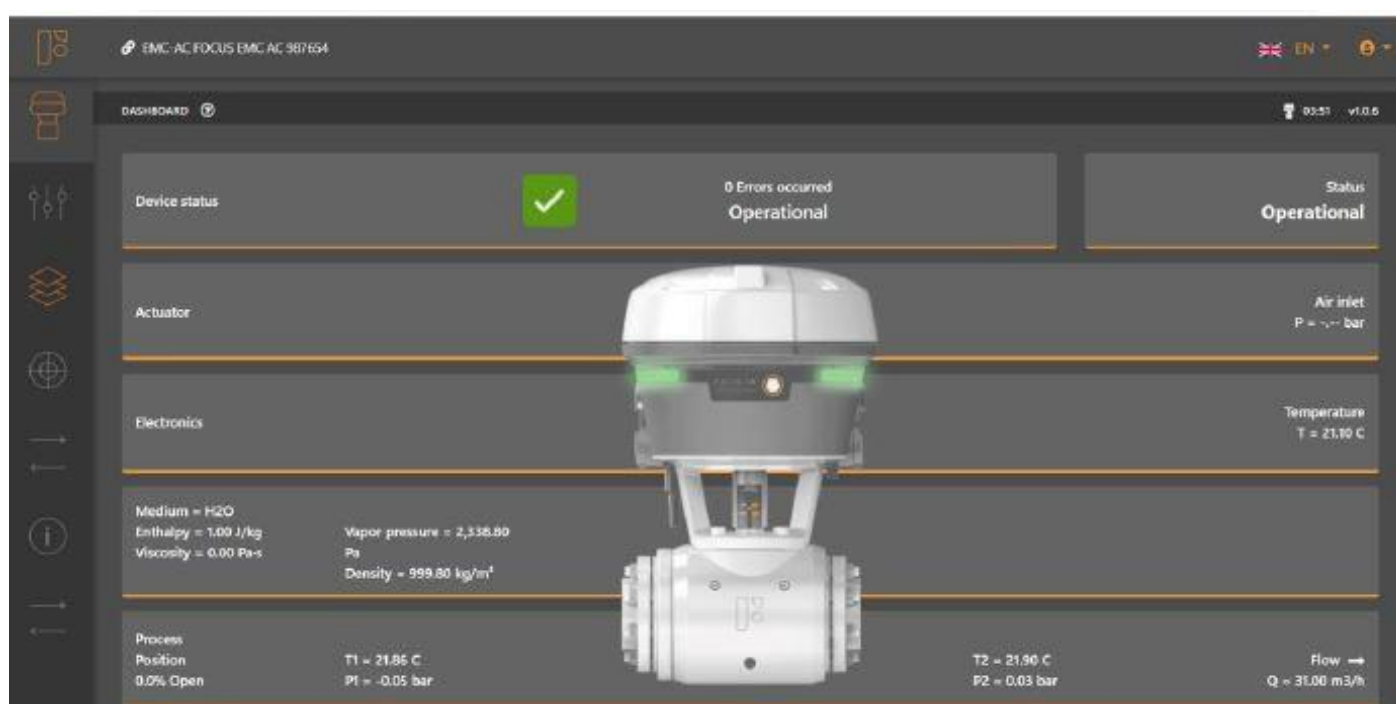 EMC-AC FOCUS EMC AC 987654
EN
DASHBOARD
03:51 v1.0.6
Device status
0 Errors occurred
Operational
Status
Operational
Actuator
Air inlet
P = -.-- bar
Electronics
Temperature
T = 21.10 C
Medium = H2O
Enthalpy = 1.00 J/kg
Viscosity = 0.00 Pa-s
Vapor pressure = 2,338.80
Pa
Density = 999.80 kg/m³
Process
Position
0.0% Open
T1 = 21.86 C
P1 = -0.05 bar
T2 = 21.90 C
P2 = 0.03 bar
Flow →
Q = 31.00 m3/h